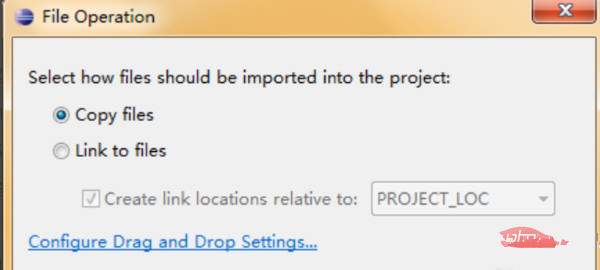 File Operation
Select how files should be imported into the project:
Copy files
Link to files
Create link locations relative to: PROJECT_LOC
Configure Drag and Drop Settings...